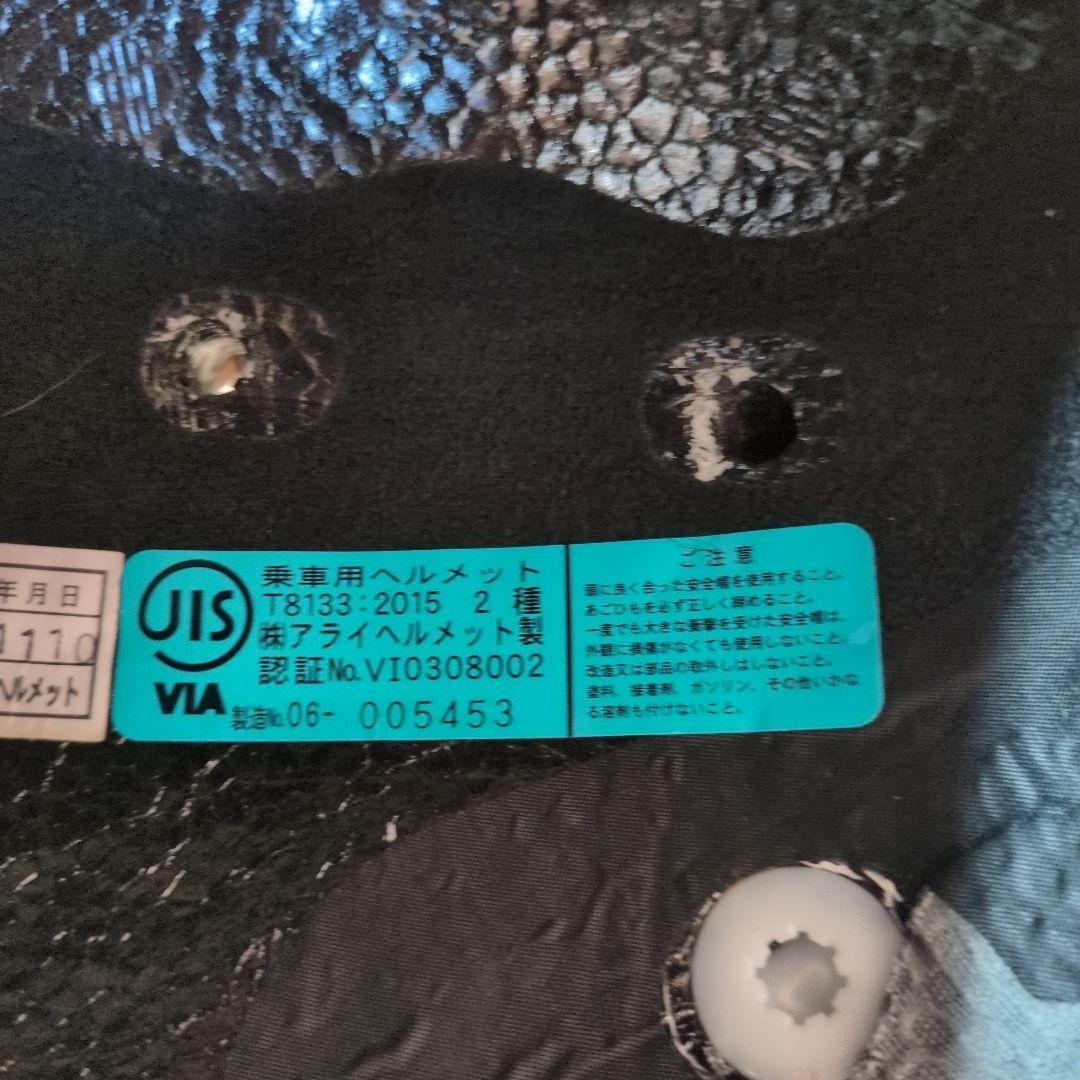 年月日
1110
ヘルメット
JIS
VIA
乗車用ヘルメット
T8133:2015 2 種
㈱アライヘルメット製
認証No.VI0308002
製造No.06- 005453
ご注意
頭に良く合った安全帽を使用すること。
あごひもを必ず正しく締めること。
一度でも大きな衝撃を受けた安全帽は、
外観に損傷がなくても使用しないこと。
改造又は部品の取外しはしないこと。
塗料、接着剤、ガソリン、その他いかな
る溶剤も付けないこと。